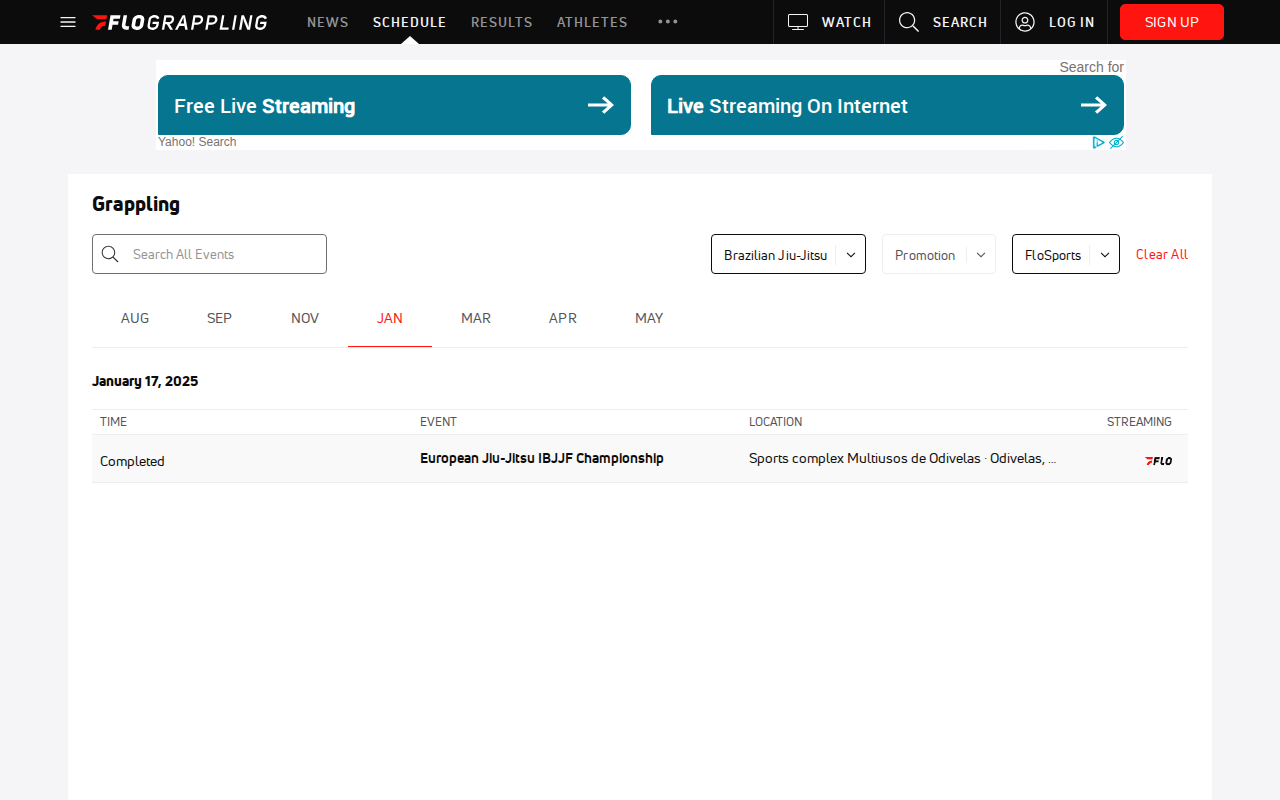 FLOGRAPPLING NEWS SCHEDULE RESULTS ATHLETES WATCH SEARCH LOG IN SIGN UP
Search for
Free Live Streaming
Live Streaming On Internet
Yahoo! Search
Grappling
Search All Events
Brazilian Jiu-Jitsu
Promotion
FloSports
Clear All
AUG SEP NOV JAN MAR APR MAY
January 17, 2025
TIME EVENT LOCATION STREAMING
Completed European Jiu-Jitsu IBJJF Championship Sports complex Multiusos de Odivelas · Odivelas, ... FLO